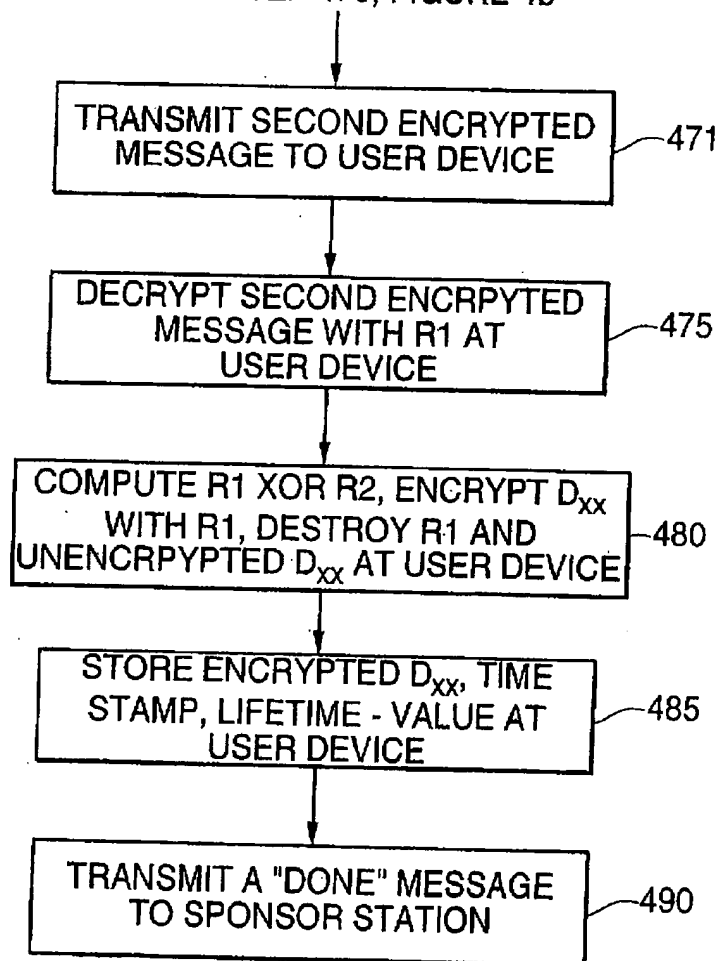 FIGURE 4b
TRANSMIT SECOND ENCRYPTED
MESSAGE TO USER DEVICE
471
DECRYPT SECOND ENCRPYTED
MESSAGE WITH R1 AT
USER DEVICE
475
COMPUTE R1 XOR R2, ENCRYPT Dxx
WITH R1, DESTROY R1 AND
UNENCRPYPTED Dxx AT USER DEVICE
480
STORE ENCRYPTED Dxx, TIME
STAMP, LIFETIME - VALUE AT
USER DEVICE
485
TRANSMIT A "DONE" MESSAGE
TO SPONSOR STATION
490